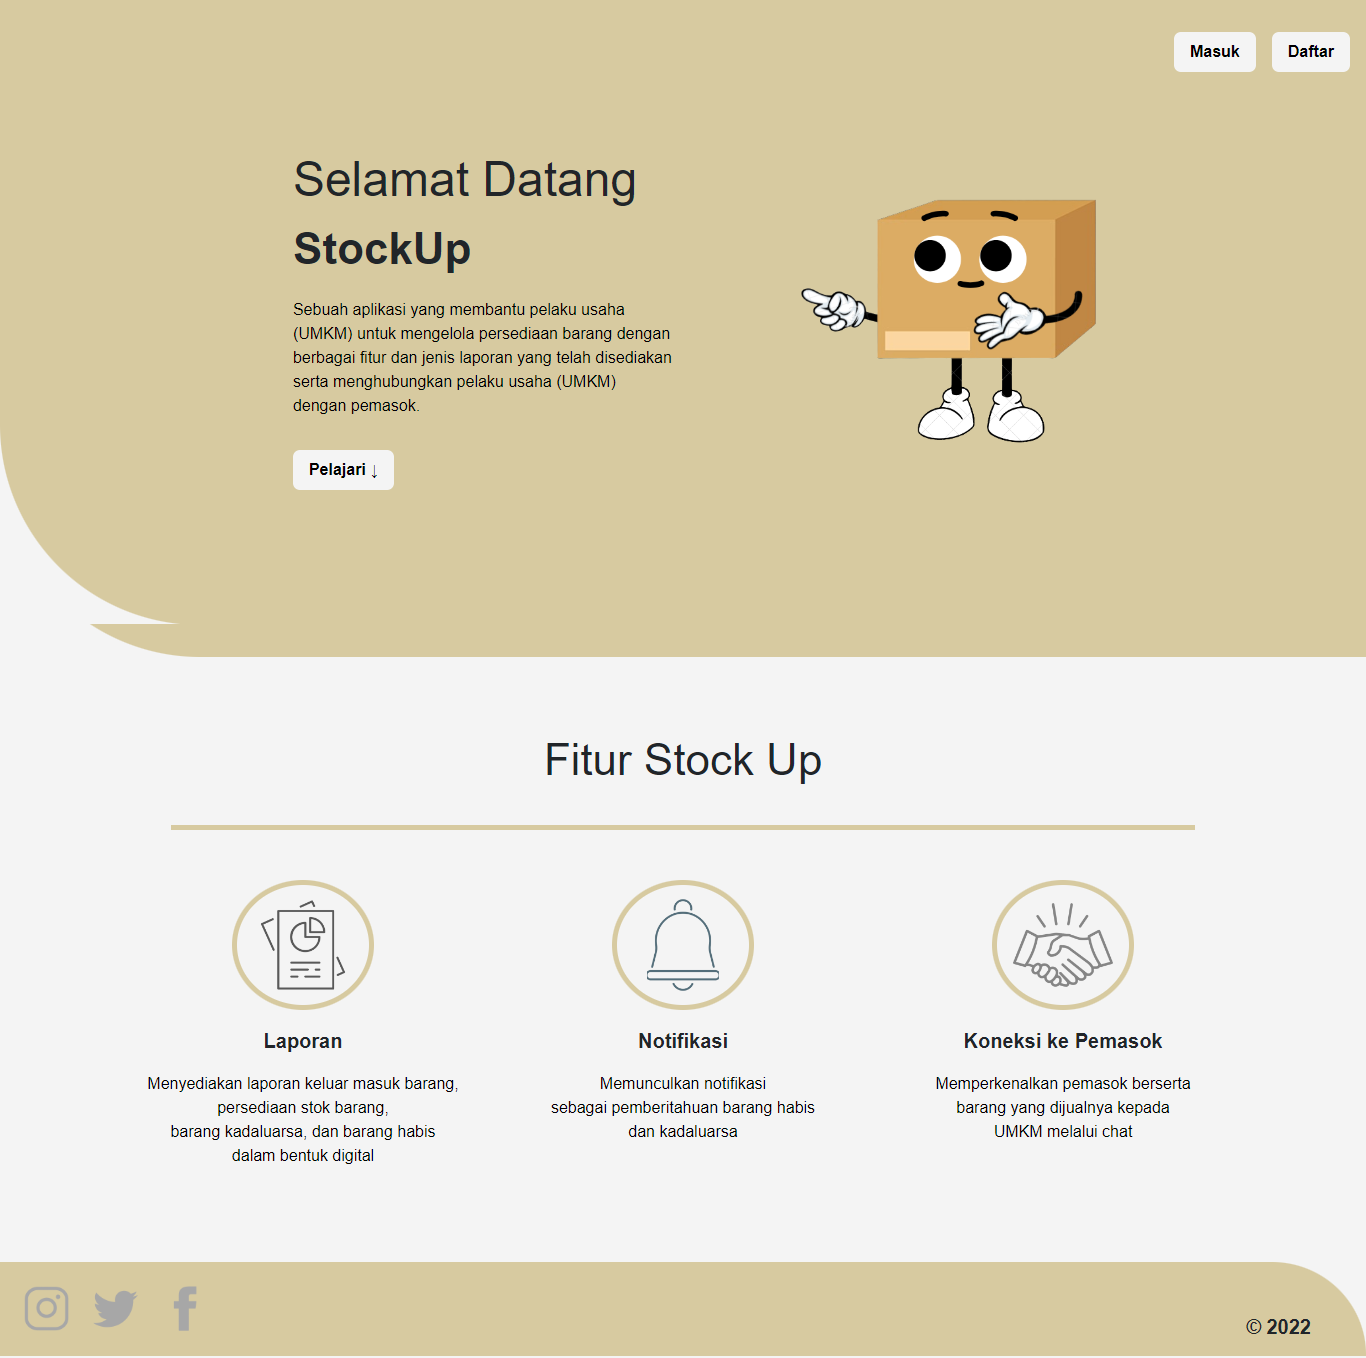 Masuk Daftar
Selamat Datang
StockUp
Sebuah aplikasi yang membantu pelaku usaha
(UMKM) untuk mengelola persediaan barang dengan
berbagai fitur dan jenis laporan yang telah disediakan
serta menghubungkan pelaku usaha (UMKM)
dengan pemasok.
Pelajari ↓
Fitur Stock Up
Laporan
Menyediakan laporan keluar masuk barang,
persediaan stok barang,
barang kadaluarsa, dan barang habis
dalam bentuk digital
Notifikasi
Memunculkan notifikasi
sebagai pemberitahuan barang habis
dan kadaluarsa
Koneksi ke Pemasok
Memperkenalkan pemasok berserta
barang yang dijualnya kepada
UMKM melalui chat
© 2022